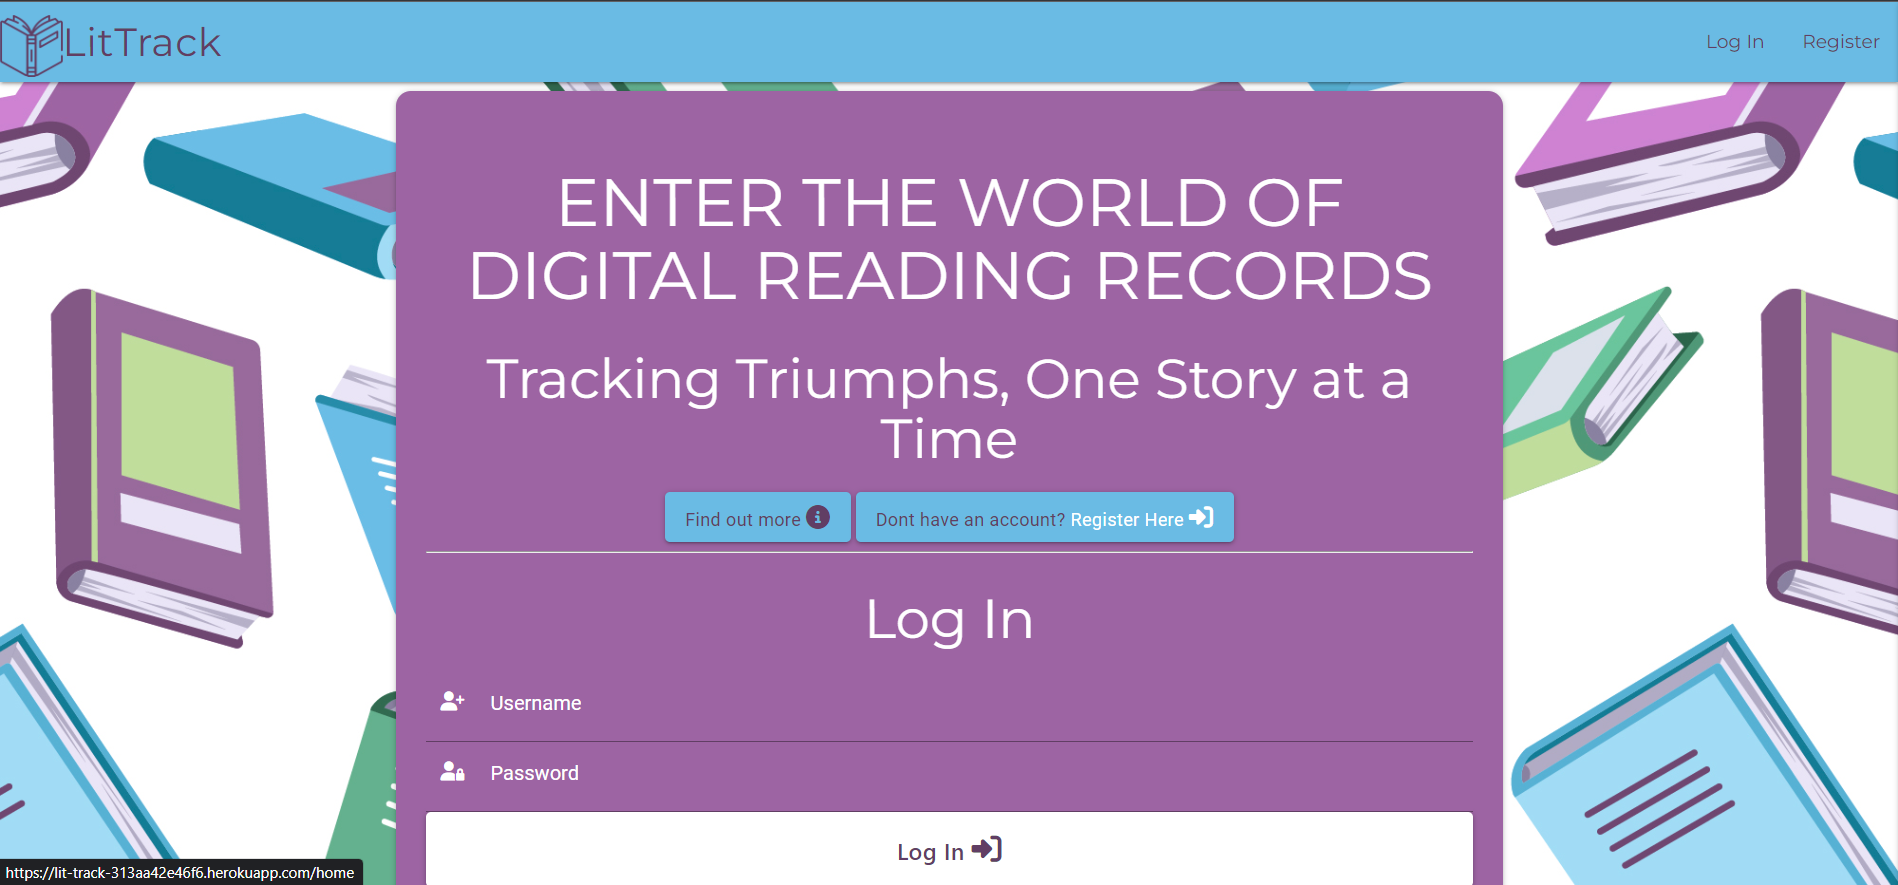 LitTrack
Log In
Register
ENTER THE WORLD OF
DIGITAL READING RECORDS
Tracking Triumphs, One Story at a
Time
Find out more
Dont have an account? Register Here
Log In
Username
Password
Log In
https://lit-track-313aa42e46f6.herokuapp.com/home